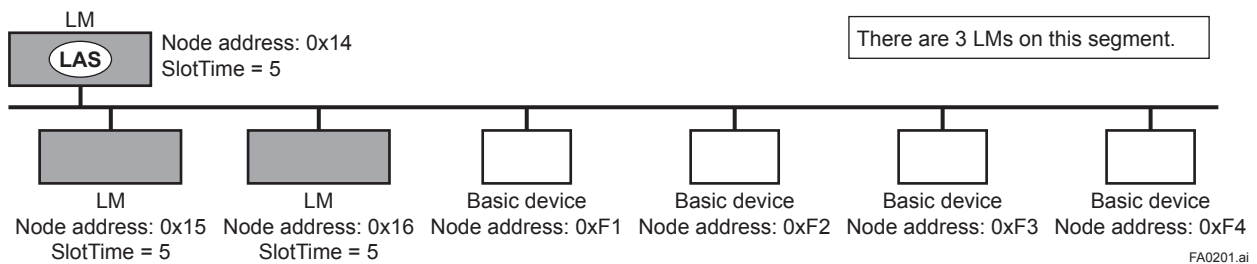 LM
LAS
Node address: 0x14
SlotTime = 5
There are 3 LMs on this segment.
LM
Node address: 0x15
SlotTime = 5
LM
Node address: 0x16
SlotTime = 5
Basic device
Node address: 0xF1
Basic device
Node address: 0xF2
Basic device
Node address: 0xF3
Basic device
Node address: 0xF4
FA0201.ai